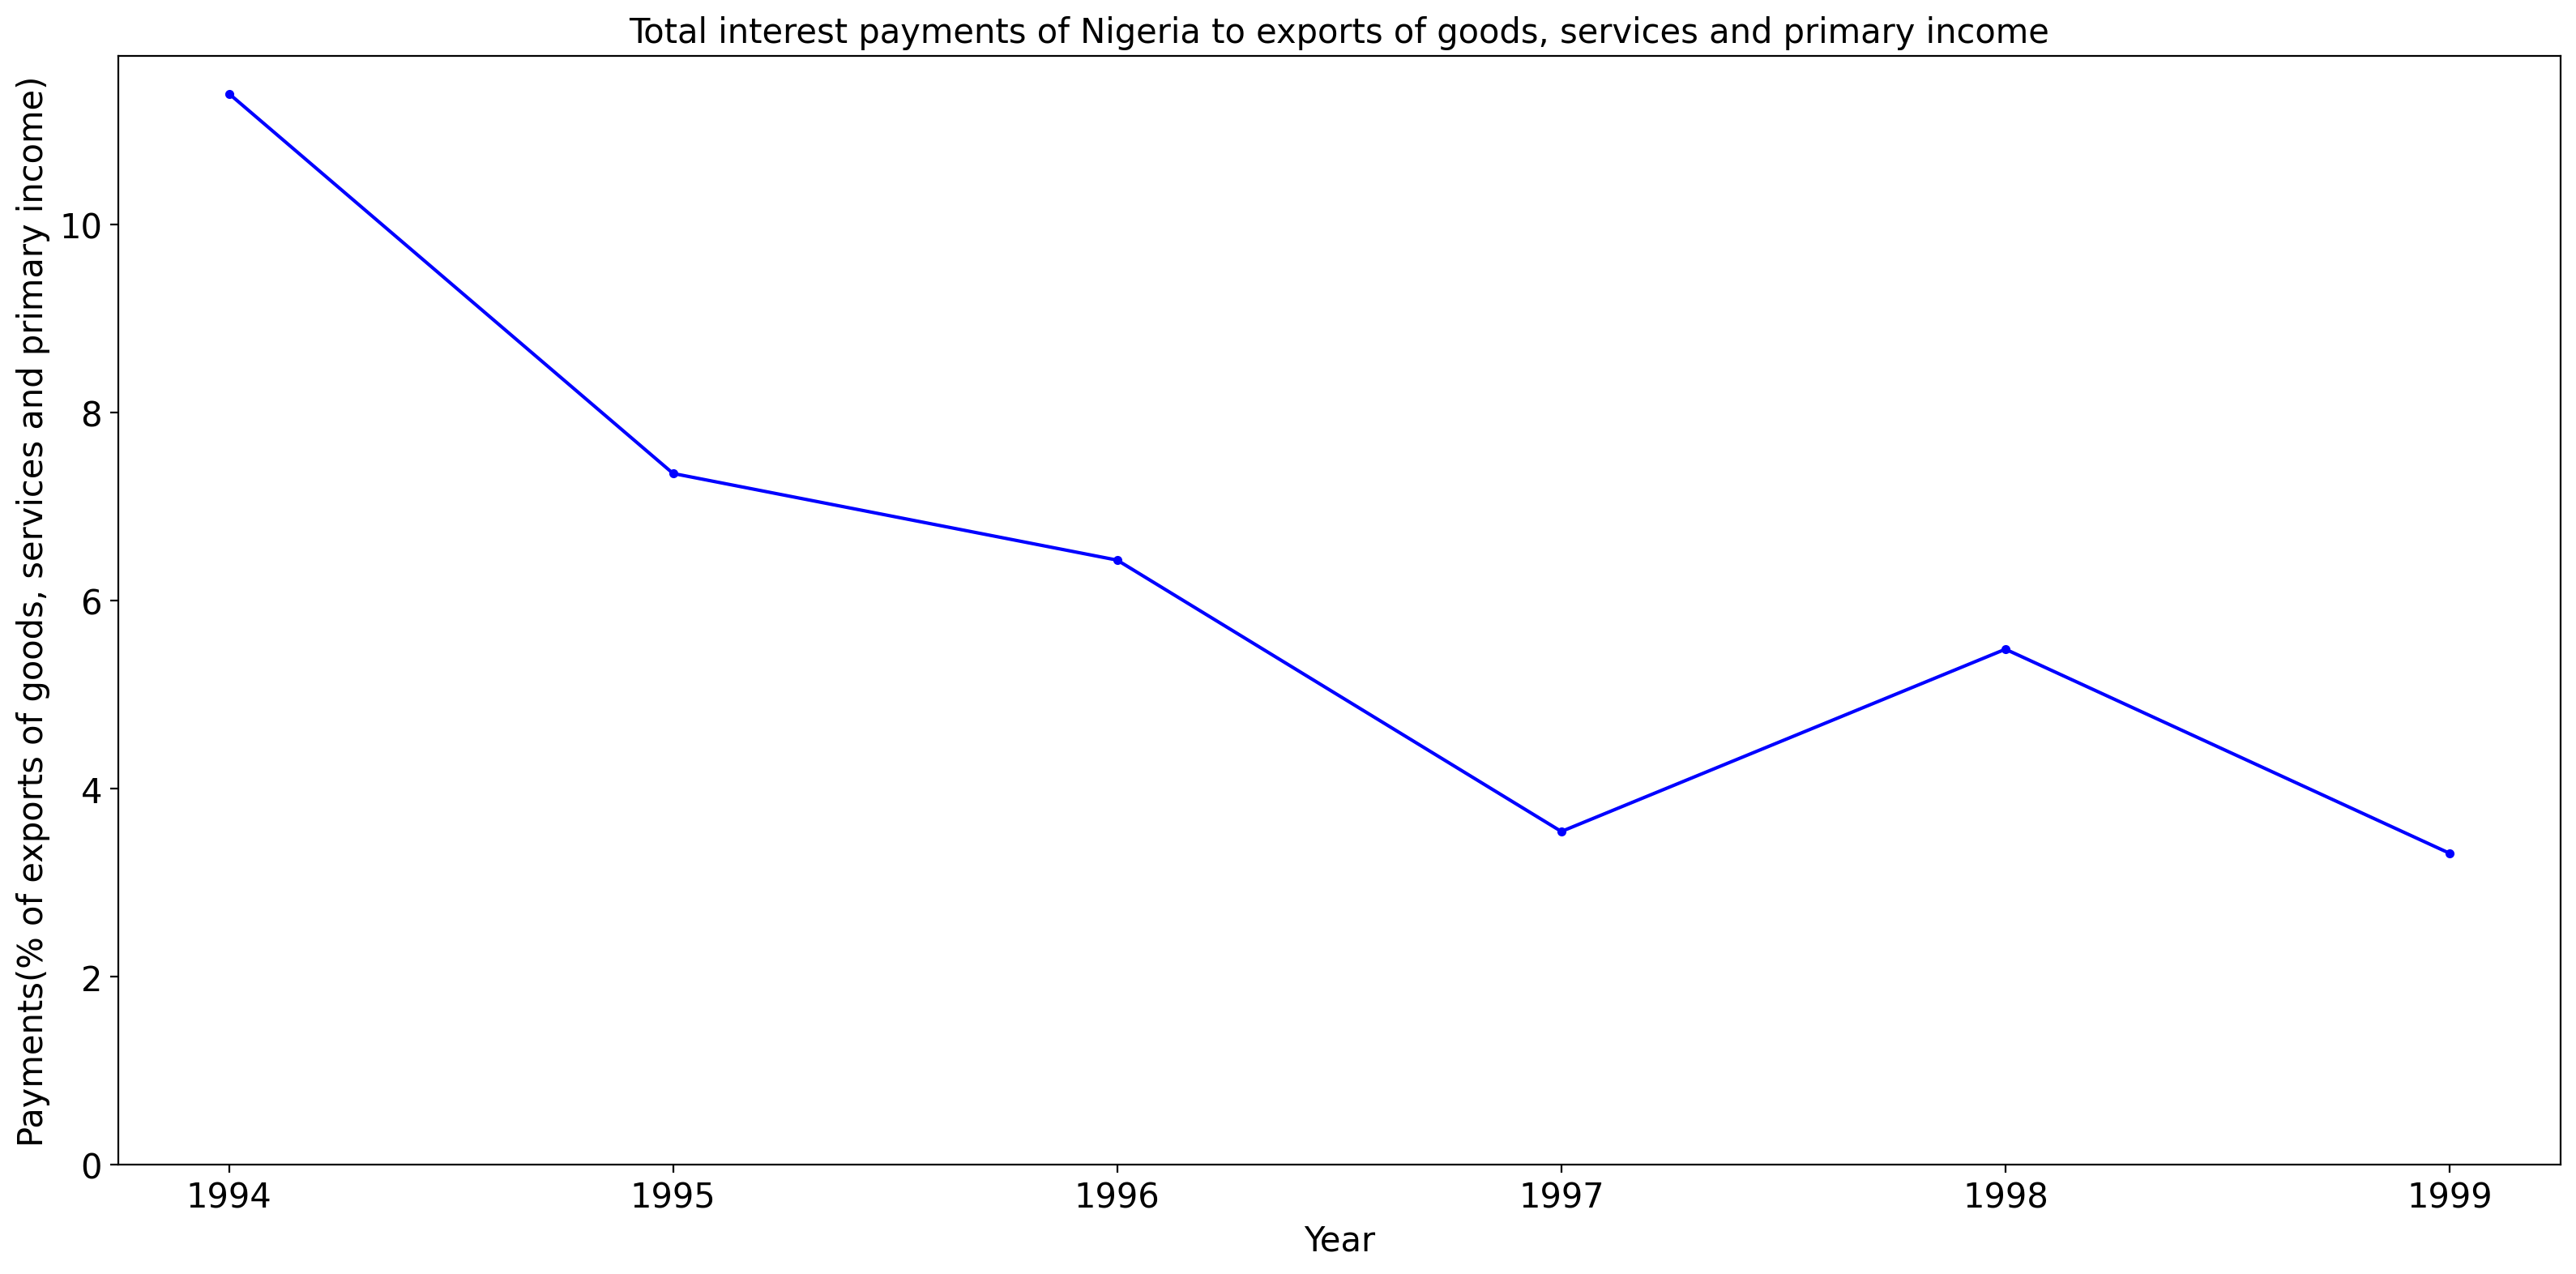 Total interest payments of Nigeria to exports of goods, services and primary income
Payments(% of exports of goods, services and primary income)
10
8
6
4
2
0
1994 1995 1996 1997 1998 1999
Year